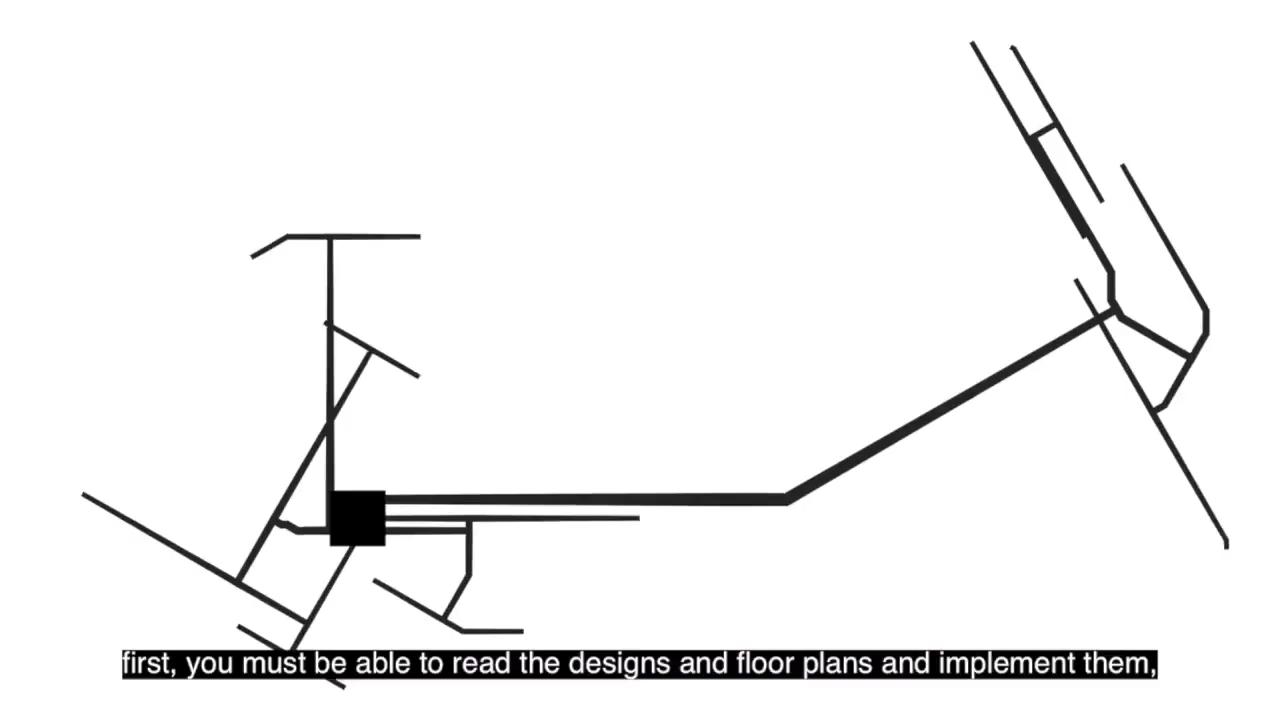 first, you must be able to read the designs and floor plans and implement them,